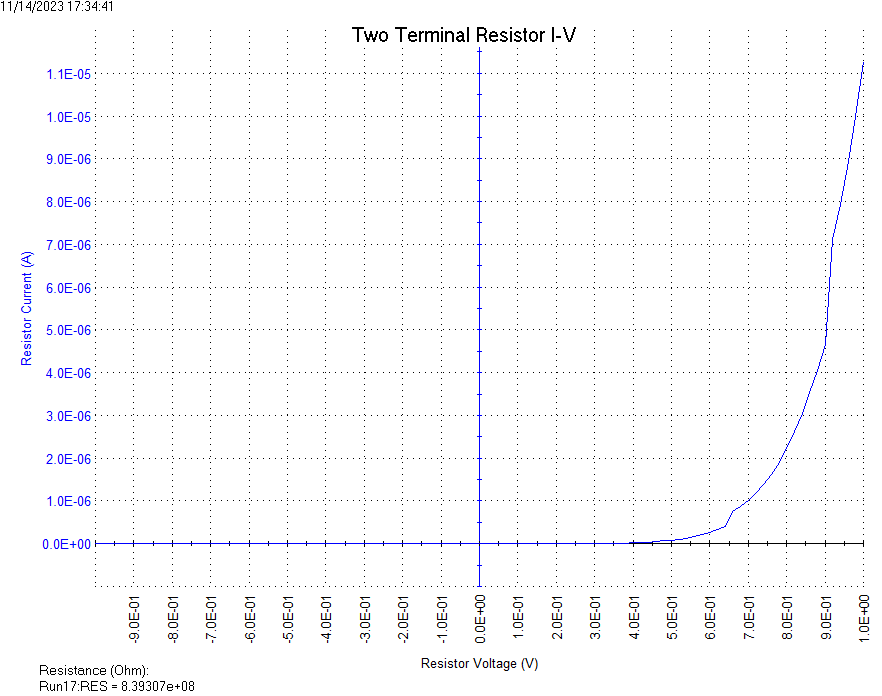 11/14/2023 17:34:41
Two Terminal Resistor I-V
1.1E-05
1.0E-05
9.0E-06
8.0E-06
7.0E-06
6.0E-06
5.0E-06
4.0E-06
3.0E-06
2.0E-06
1.0E-06
0.0E+00
Resistor Current (A)
-9.0E-01
-8.0E-01
-7.0E-01
-6.0E-01
-5.0E-01
-4.0E-01
-3.0E-01
-2.0E-01
-1.0E-01
0.0E+00
1.0E-01
2.0E-01
3.0E-01
4.0E-01
5.0E-01
6.0E-01
7.0E-01
8.0E-01
9.0E-01
1.0E+00
Resistor Voltage (V)
Resistance (Ohm):
Run17:RES = 8.39307e+08